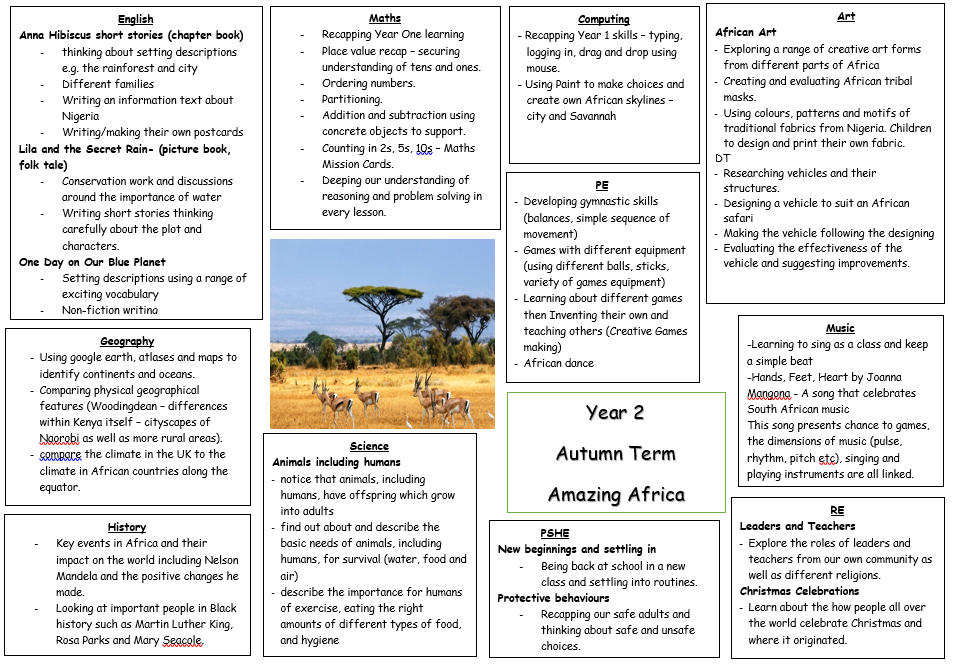 English
Anna Hibiscus short stories (chapter book)
- thinking about setting descriptions
e.g. the rainforest and city
- Different families
- Writing an information text about
Nigeria
- Writing/making their own postcards
Lila and the Secret Rain- (picture book,
folk tale)
- Conservation work and discussions
around the importance of water
- Writing short stories thinking
carefully about the plot and
characters.
One Day on Our Blue Planet
- Setting descriptions using a range of
exciting vocabulary
- Non-fiction writing
Maths
- Recapping Year One learning
- Place value recap – securing
understanding of tens and ones.
- Ordering numbers.
- Partitioning.
- Addition and subtraction using
concrete objects to support.
- Counting in 2s, 5s, 10s – Maths
Mission Cards.
- Deeping our understanding of
reasoning and problem solving in
every lesson.
Computing
- Recapping Year 1 skills – typing,
logging in, drag and drop using
mouse.
- Using Paint to make choices and
create own African skylines –
city and Savannah
Art
African Art
- Exploring a range of creative art forms
from different parts of Africa
- Creating and evaluating African tribal
masks.
- Using colours, patterns and motifs of
traditional fabrics from Nigeria. Children
to design and print their own fabric.
DT
- Researching vehicles and their
structures.
- Designing a vehicle to suit an African
safari
- Making the vehicle following the designing
- Evaluating the effectiveness of the
vehicle and suggesting improvements.
PE
- Developing gymnastic skills
(balances, simple sequence of
movement)
- Games with different equipment
(using different balls, sticks,
variety of games equipment)
- Learning about different games
then Inventing their own and
teaching others (Creative Games
making)
- African dance
Geography
- Using google earth, atlases and maps to
identify continents and oceans.
- Comparing physical geographical
features (Woodingdean – differences
within Kenya itself – cityscapes of
Naorobi as well as more rural areas).
- compare the climate in the UK to the
climate in African countries along the
equator.
Music
-Learning to sing as a class and keep
a simple beat
-Hands, Feet, Heart by Joanna
Mangona - A song that celebrates
South African music
This song presents chance to games,
the dimensions of music (pulse,
rhythm, pitch etc), singing and
playing instruments are all linked.
Year 2
Autumn Term
Amazing Africa
Science
Animals including humans
- notice that animals, including
humans, have offspring which grow
into adults
- find out about and describe the
basic needs of animals, including
humans, for survival (water, food and
air)
- describe the importance for humans
of exercise, eating the right
amounts of different types of food,
and hygiene
History
- Key events in Africa and their
impact on the world including Nelson
Mandela and the positive changes he
made.
- Looking at important people in Black
history such as Martin Luther King,
Rosa Parks and Mary Seacole.
PSHE
New beginnings and settling in
- Being back at school in a new
class and settling into routines.
Protective behaviours
- Recapping our safe adults and
thinking about safe and unsafe
choices.
RE
Leaders and Teachers
- Explore the roles of leaders and
teachers from our own community as
well as different religions.
Christmas Celebrations
- Learn about the how people all over
the world celebrate Christmas and
where it originated.